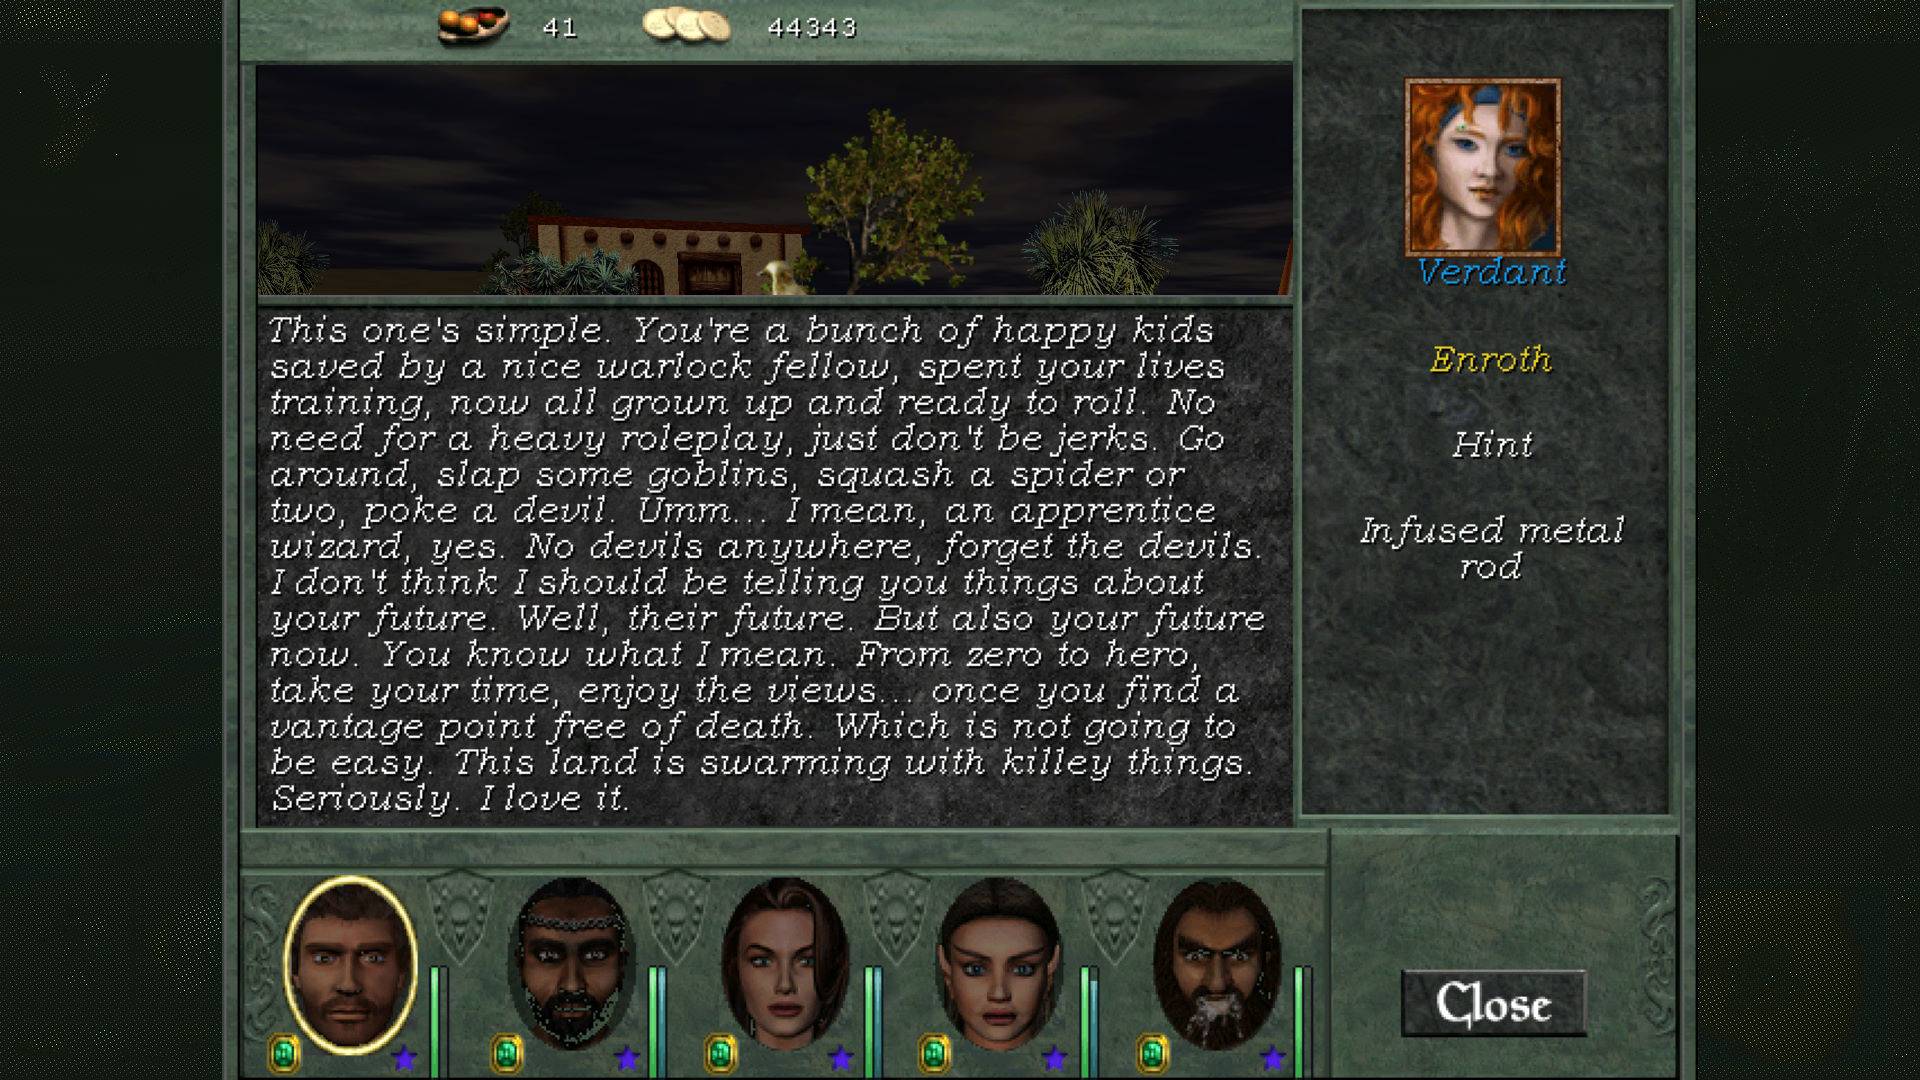 41 44343
This one's simple. You're a bunch of happy kids
saved by a nice warlock fellow, spent your lives
training, now all grown up and ready to roll. No
need for a heavy roleplay, just don't be jerks. Go
around, slap some goblins, squash a spider or
two, poke a devil. Umm... I mean, an apprentice
wizard, yes. No devils anywhere, forget the devils.
I don't think I should be telling you things about
your future. Well, their future. But also your future
now. You know what I mean. From zero to hero,
take your time, enjoy the views... once you find a
vantage point free of death. Which is not going to
be easy. This land is swarming with killey things.
Seriously. I love it.
Verdant
Enroth
Hint
Infused metal
rod
Close